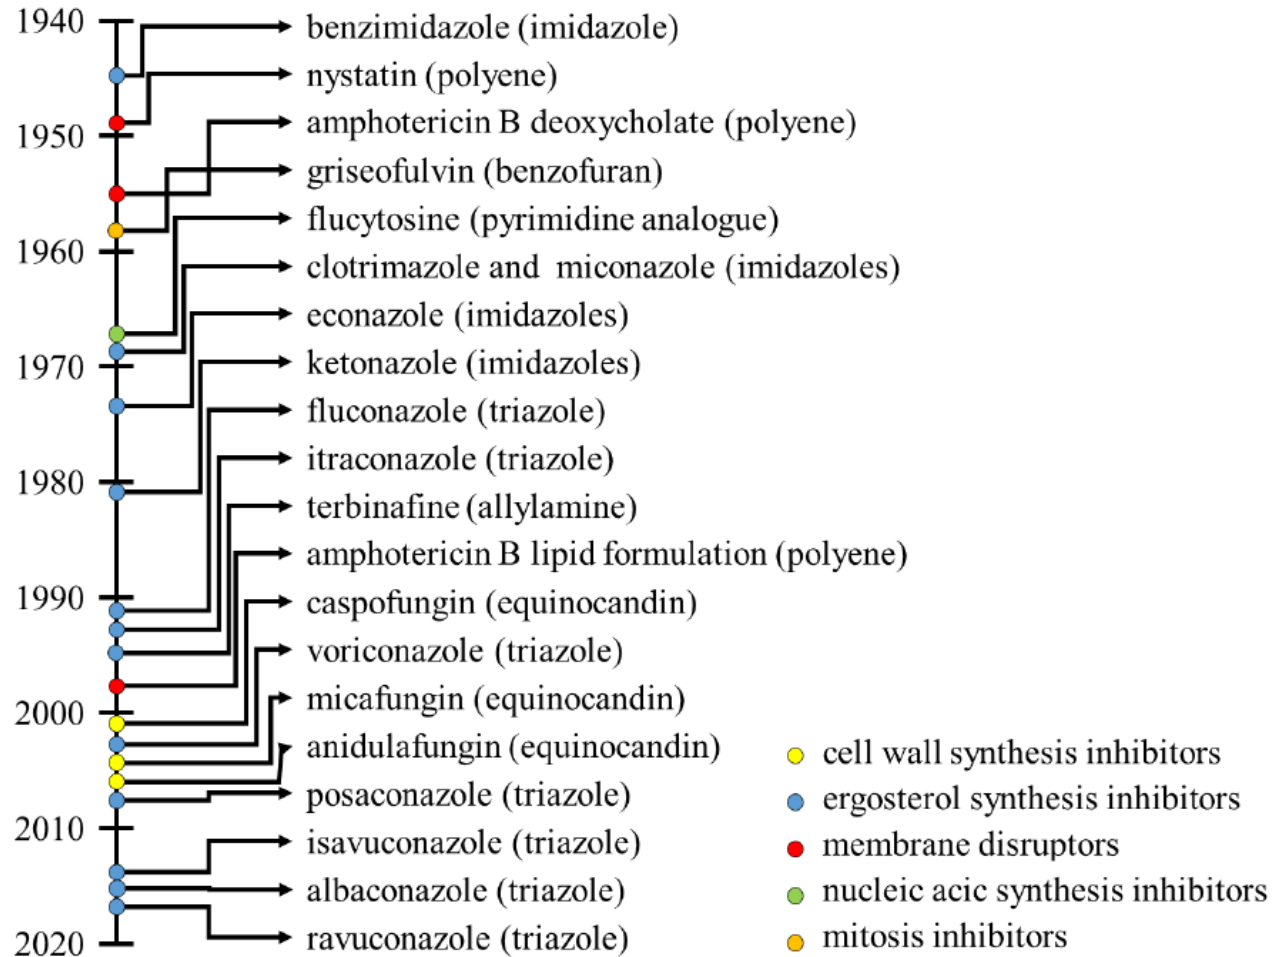 1940
benzimidazole (imidazole)
nystatin (polyene)
amphotericin B deoxycholate (polyene)
1950
griseofulvin (benzofuran)
flucytosine (pyrimidine analogue)
1960
clotrimazole and miconazole (imidazoles)
econazole (imidazoles)
ketonazole (imidazoles)
1970
fluconazole (triazole)
itraconazole (triazole)
1980
terbinafine (allylamine)
amphotericin B lipid formulation (polyene)
1990
caspofungin (equinocandin)
voriconazole (triazole)
micafungin (equinocandin)
2000
anidulafungin (equinocandin)
posaconazole (triazole)
2010
isavuconazole (triazole)
albaconazole (triazole)
ravuconazole (triazole)
2020
cell wall synthesis inhibitors
ergosterol synthesis inhibitors
membrane disruptors
nucleic acic synthesis inhibitors
mitosis inhibitors